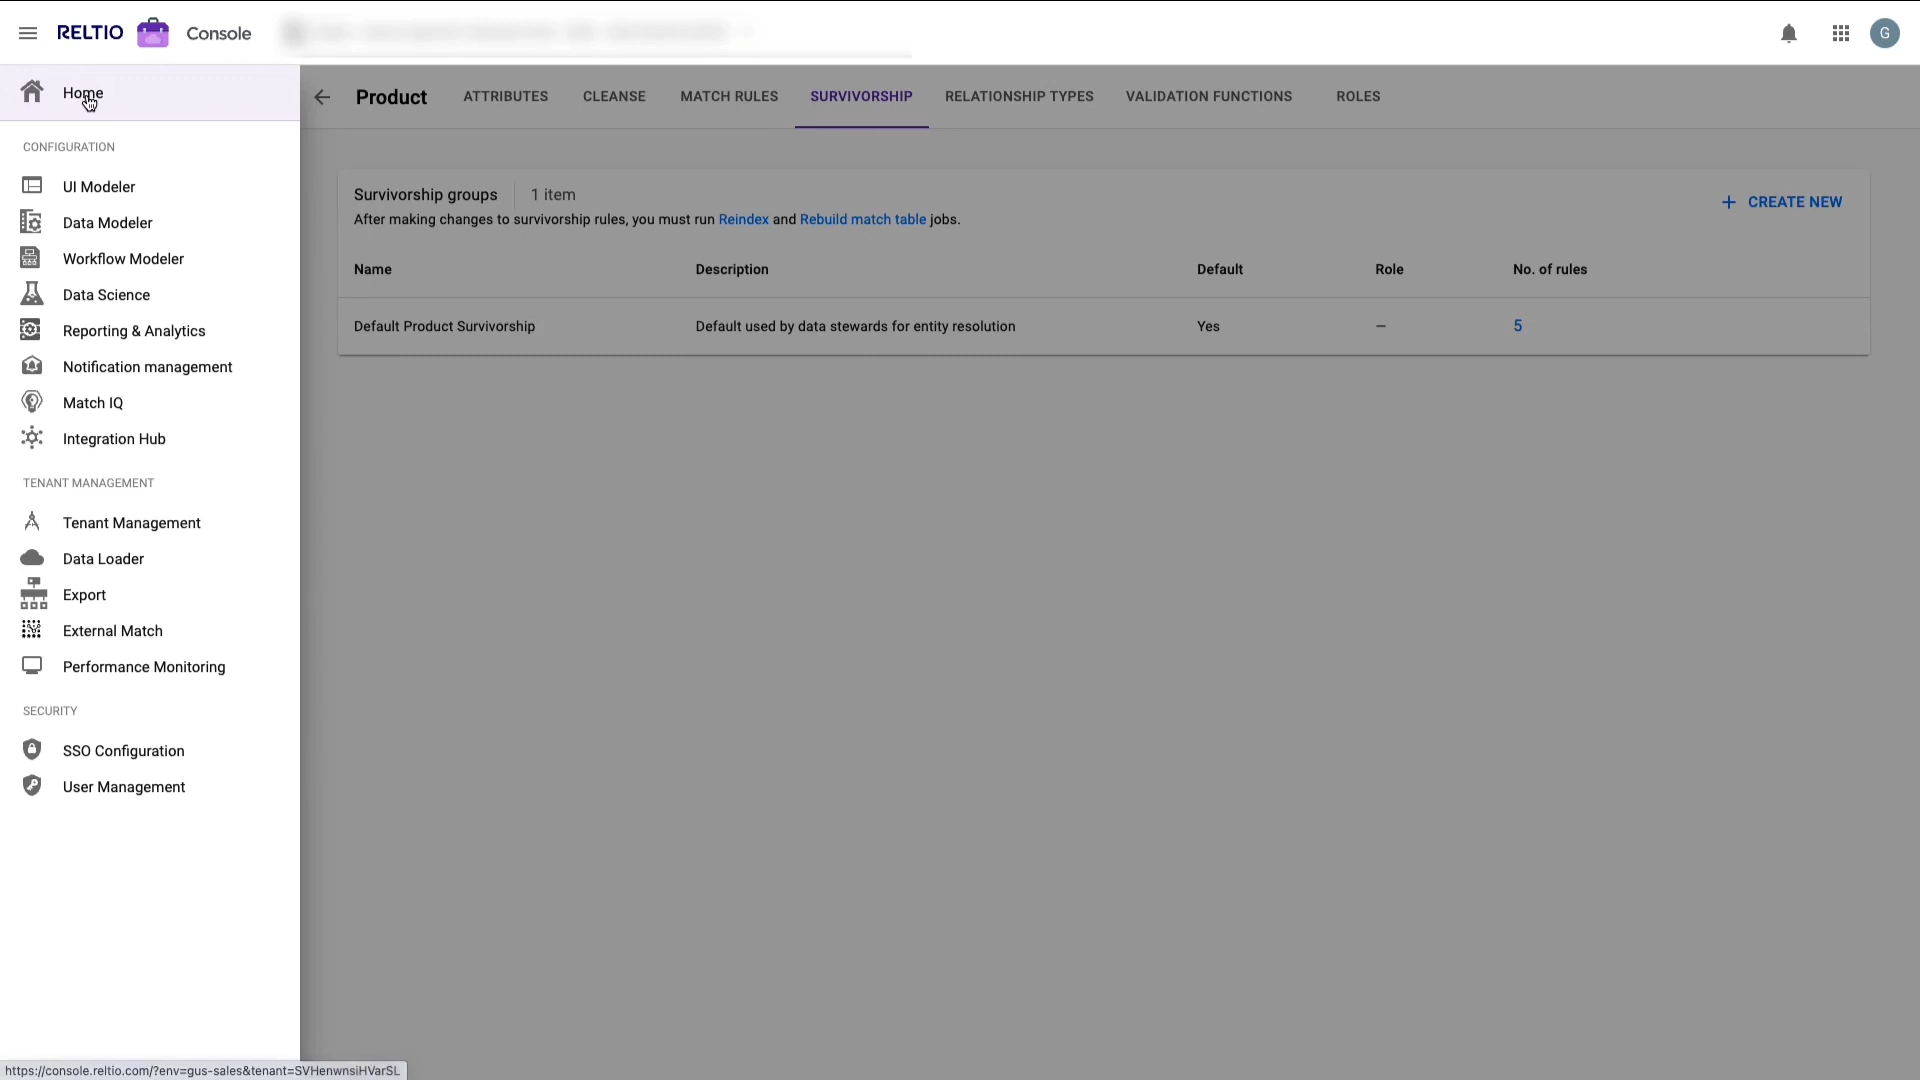 RELTIO Console
G
Home
CONFIGURATION
UI Modeler
Data Modeler
Workflow Modeler
Data Science
Reporting & Analytics
Notification management
Match IQ
Integration Hub
TENANT MANAGEMENT
Tenant Management
Data Loader
Export
External Match
Performance Monitoring
SECURITY
SSO Configuration
User Management
Product ATTRIBUTES CLEANSE MATCH RULES SURVIVORSHIP RELATIONSHIP TYPES VALIDATION FUNCTIONS ROLES
Survivorship groups 1 item
After making changes to survivorship rules, you must run Reindex and Rebuild match table jobs.
+ CREATE NEW
Name Description Default Role No. of rules
Default Product Survivorship Default used by data stewards for entity resolution Yes – 5
https://console.reltio.com/?env=gus-sales&tenant=SVHenwnsiHVarSL